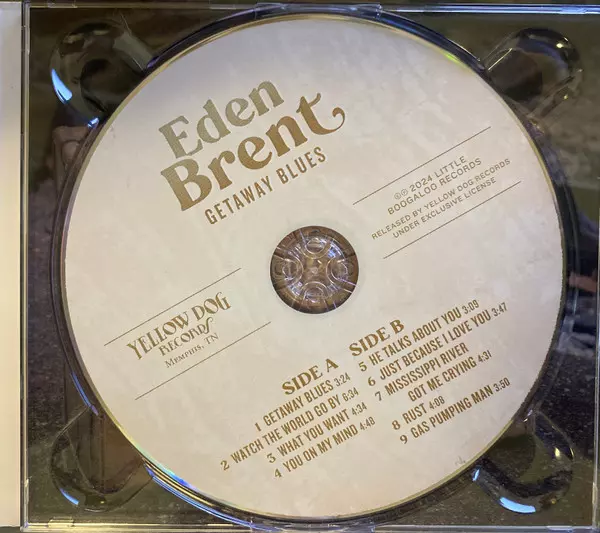 Eden
Brent
GETAWAY BLUES
©℗ 2024 LITTLE
BOOGALOO RECORDS
RELEASED BY YELLOW DOG RECORDS
UNDER EXCLUSIVE LICENSE
YELLOW DOG
RECORDS
MEMPHIS, TN
SIDE A
1 GETAWAY BLUES 3:24
2 WATCH THE WORLD GO BY 6:34
3 WHAT YOU WANT 4:34
4 YOU ON MY MIND 4:48
SIDE B
5 HE TALKS ABOUT YOU 3:09
6 JUST BECAUSE I LOVE YOU 3:47
7 MISSISSIPPI RIVER
GOT ME CRYING 4:31
8 RUST 4:08
9 GAS PUMPING MAN 3:50